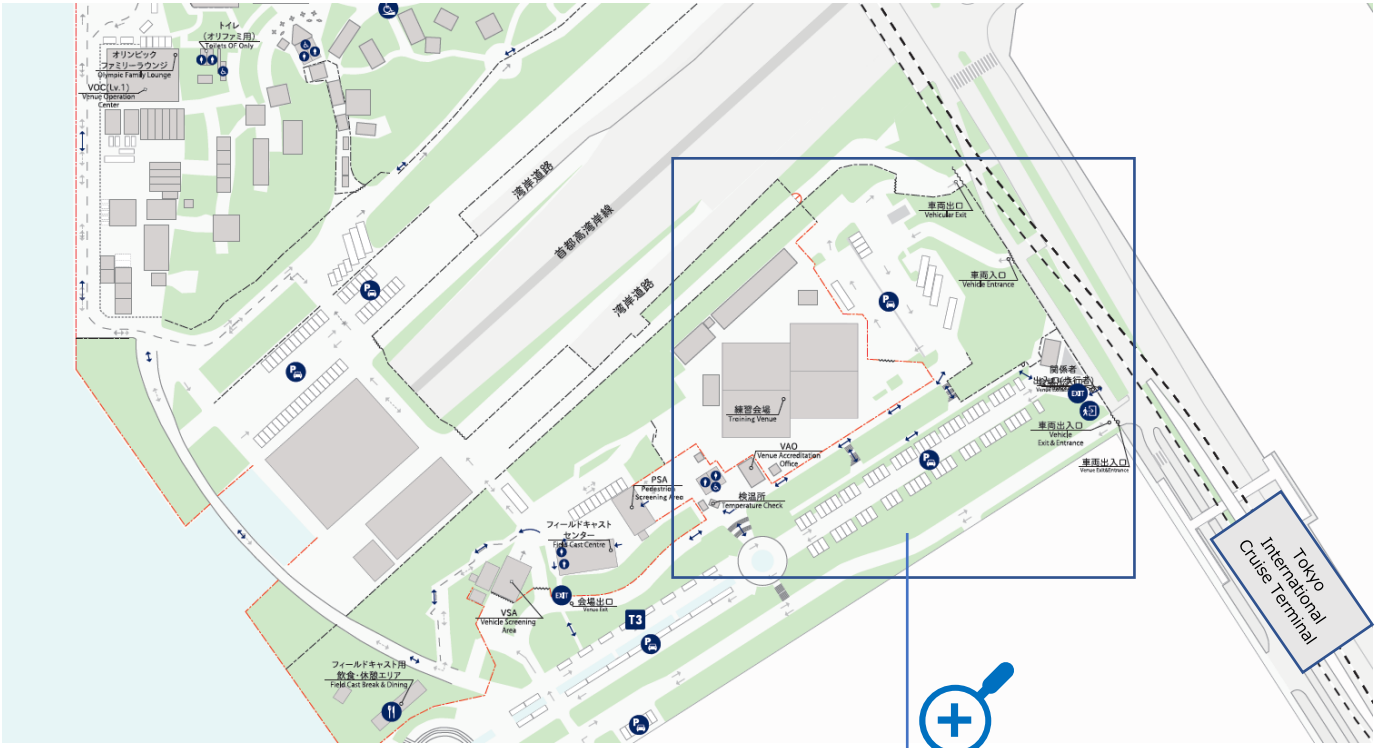 トイレ
(オリファミ用)
Toilets OF Only
オリンピック
ファミリーラウンジ
Olympic Family Lounge
VOC(Lv.1)
Venue Operation
Center
湾岸道路
首都高湾岸線
湾岸道路
P
P
車両出口
Vehicular Exit
車両入口
Vehicle Entrance
P
関係者
出入口(歩行者)
EXIT
車両出入口
Vehicle
Exit & Entrance
車両出入口
Venue Exit&Entrance
練習会場
Training Venue
VAO
Venue Accreditation
Office
P
検温所
Temperature Check
PSA
Pedestrian
Screening Area
フィールドキャスト
センター
Field Cast Centre
VSA
Vehicle Screening
Area
EXIT
会場出口
Venue Exit
T3
P
フィールドキャスト用
飲食・休憩エリア
Field Cast Break & Dining
P
Tokyo
International
Cruise Terminal